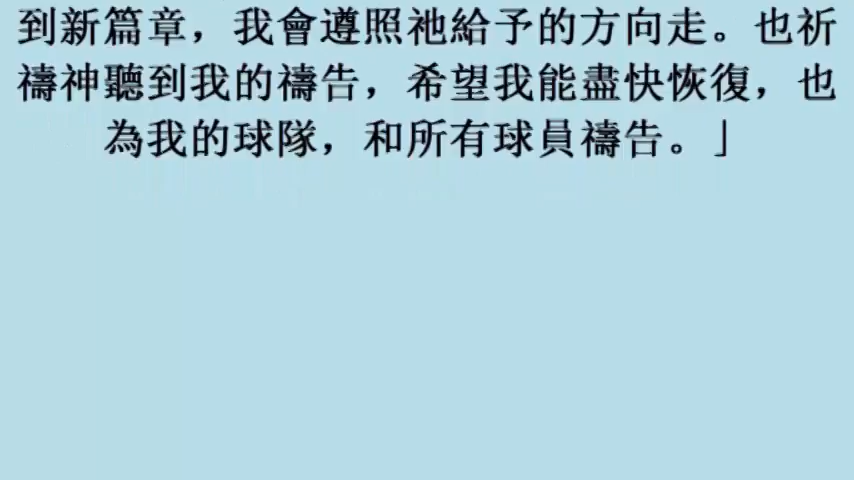 到新篇章，我會遵照祂給予的方向走。也祈
禱神聽到我的禱告，希望我能盡快恢復，也
為我的球隊，和所有球員禱告。」